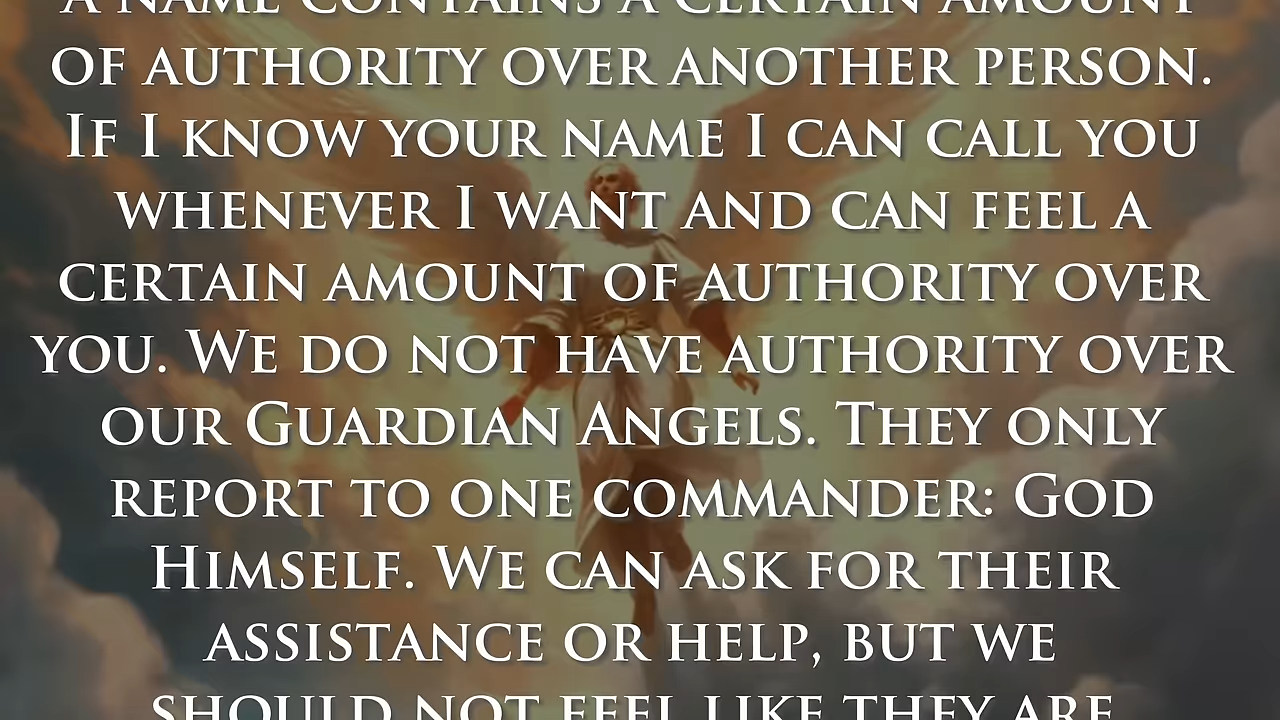 A NAME CONTAINS A CERTAIN AMOUNT
OF AUTHORITY OVER ANOTHER PERSON.
IF I KNOW YOUR NAME I CAN CALL YOU
WHENEVER I WANT AND CAN FEEL A
CERTAIN AMOUNT OF AUTHORITY OVER
YOU. WE DO NOT HAVE AUTHORITY OVER
OUR GUARDIAN ANGELS. THEY ONLY
REPORT TO ONE COMMANDER: GOD
HIMSELF. WE CAN ASK FOR THEIR
ASSISTANCE OR HELP, BUT WE
SHOULD NOT FEEL LIKE THEY ARE